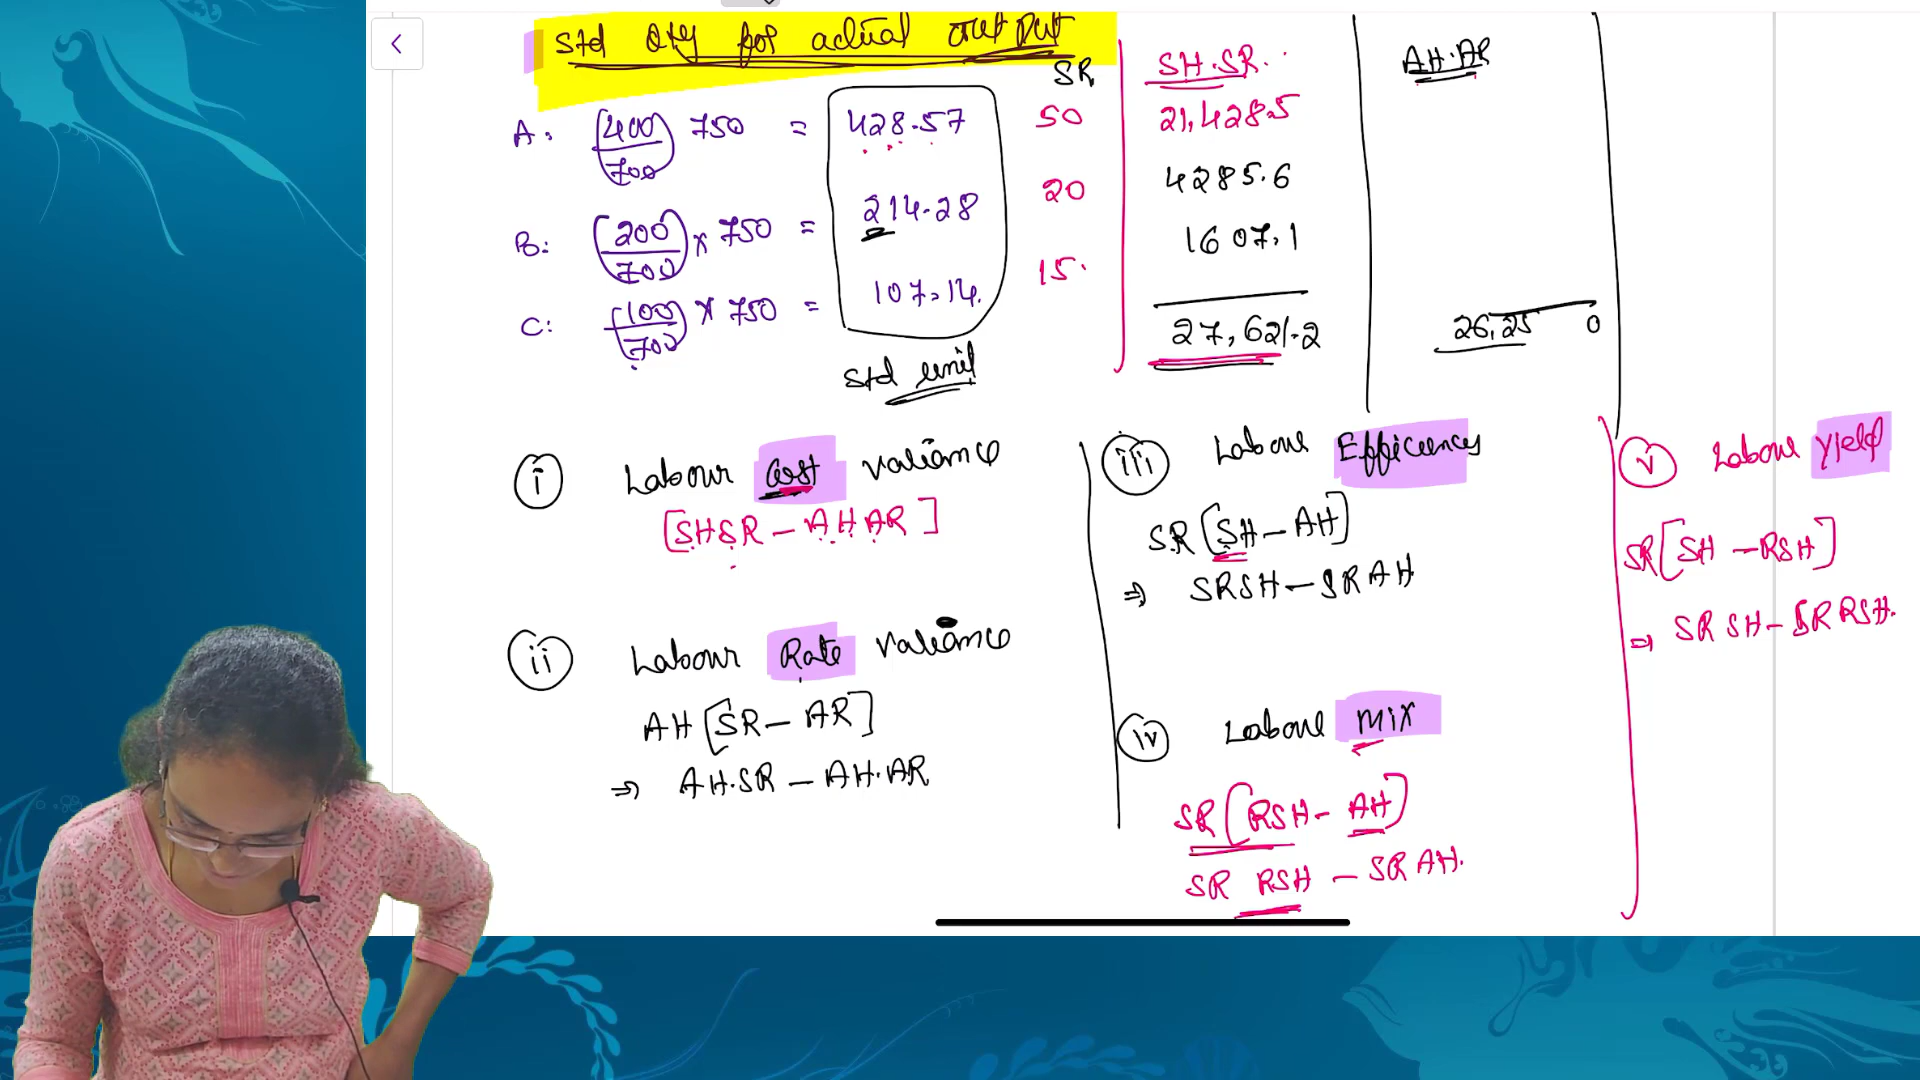 Std Qty for actual output
SR
SH.SR.
AH.AR
A: (400/700) 750 = 428.57 50 21,428.5
B: (200/700) x 750 = 214.28 20 4285.6
C: (100/700) x 750 = 107.14. 15. 1607.1
27,621.2
26,25 0
Std unit
(i) Labour Cost variance
[SHSR - AHAR]
(ii) Labour Rate variance
AH[SR - AR]
⇒ AH.SR - AH.AR
(iii) Labour Efficiency
SR[SH - AH]
⇒ SRSH - SRAH
(iv) Labour mix
SR[RSH - AH]
SR RSH - SRAH.
(v) Labour Yield
SR[SH - RSH]
⇒ SR SH - SR RSH.